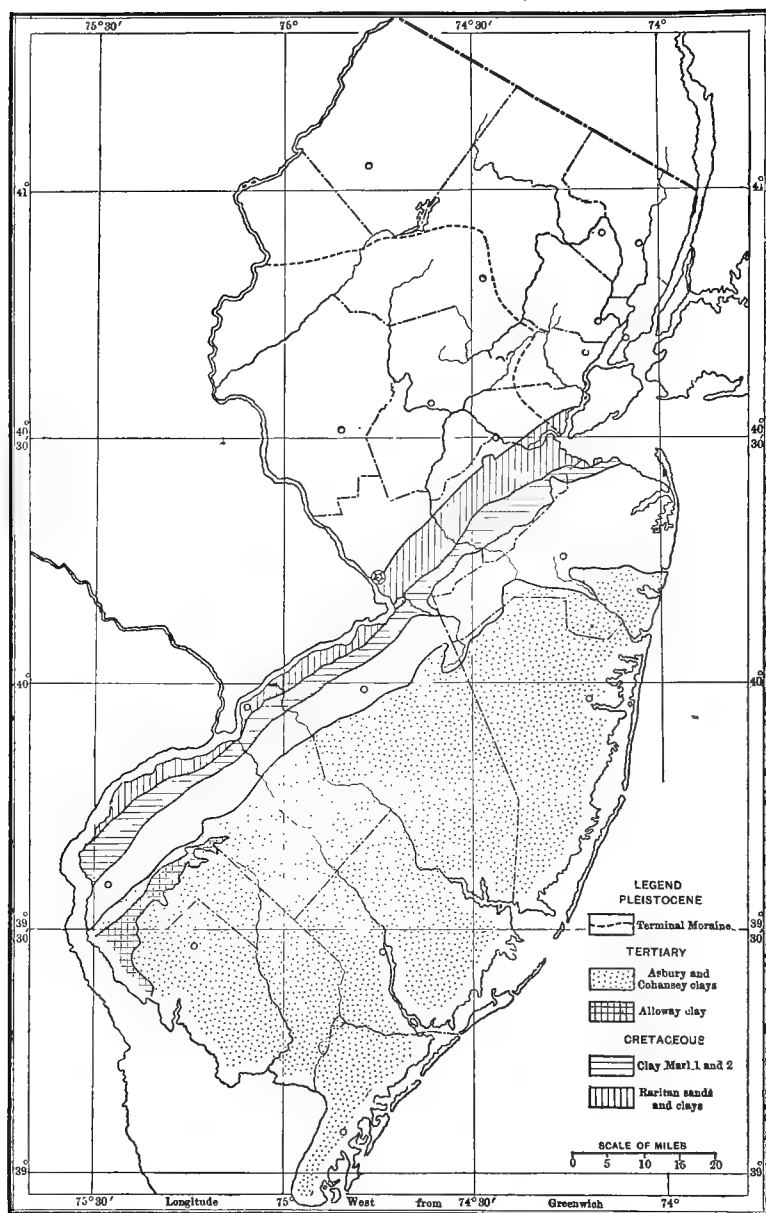 75°30′ 75° 74°30′ 74°
41° 41°
40° 30′ 40° 30′
40° 40°
LEGEND
PLEISTOCENE
Terminal Moraine.
TERTIARY
Asbury and
Cohansey clays
Alloway clay
CRETACEOUS
Clay Marl 1 and 2
Raritan sands
and clays
39° 30′ 39° 30′
SCALE OF MILES
0 5 10 15 20
39° 39°
75°30′ Longitude 75° West from 74°30′ Greenwich 74°